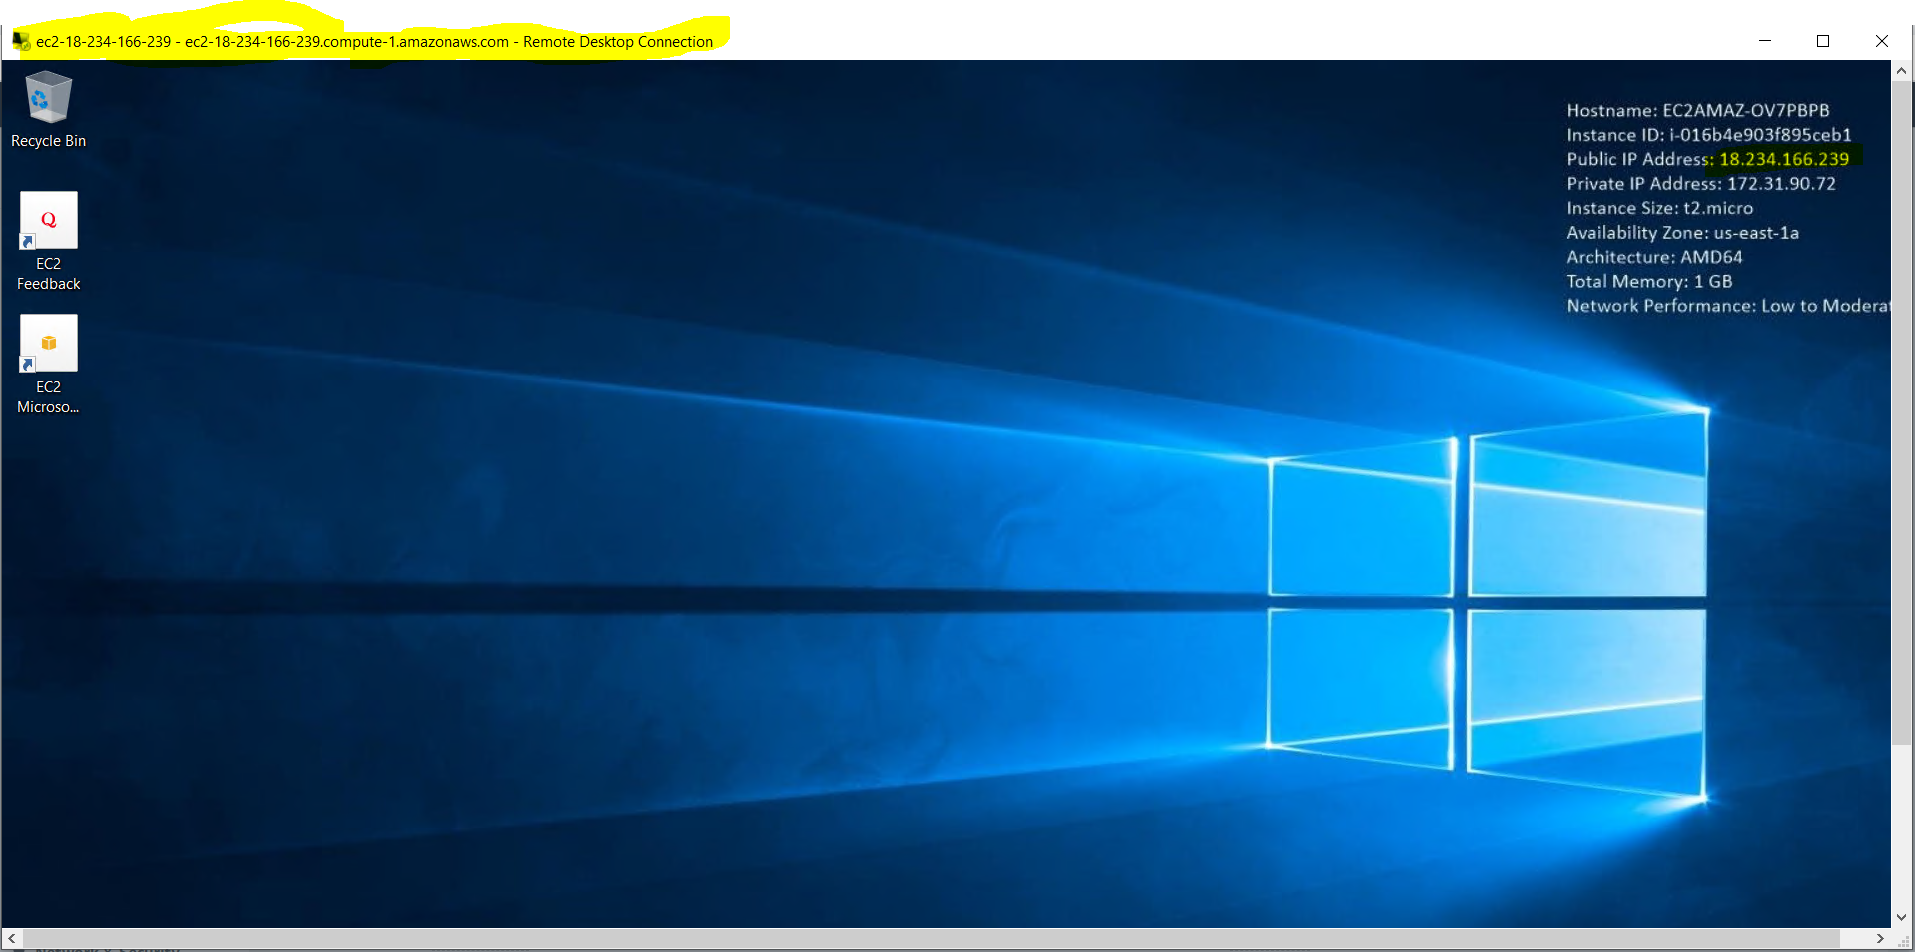 ec2-18-234-166-239 - ec2-18-234-166-239.compute-1.amazonaws.com - Remote Desktop Connection
Recycle Bin
Q
EC2
Feedback
EC2
Microso...
Hostname: EC2AMAZ-OV7PBPB
Instance ID: i-016b4e903f895ceb1
Public IP Address: 18.234.166.239
Private IP Address: 172.31.90.72
Instance Size: t2.micro
Availability Zone: us-east-1a
Architecture: AMD64
Total Memory: 1 GB
Network Performance: Low to Moderat